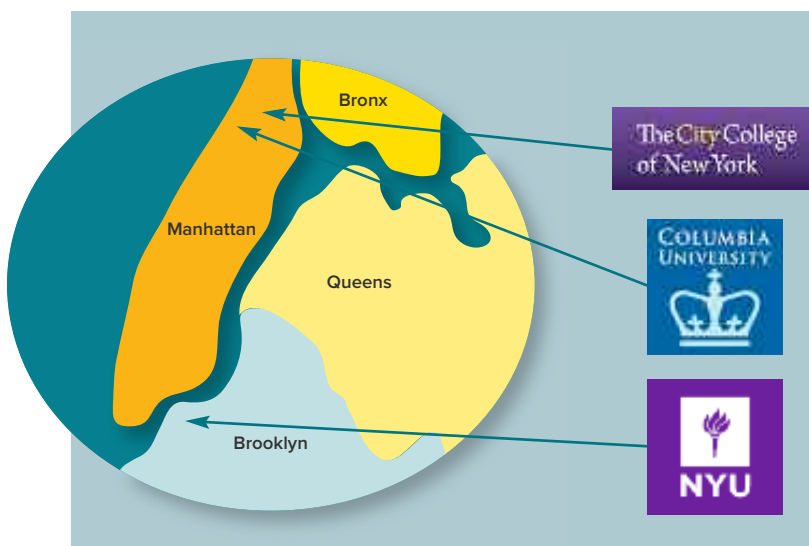 Bronx
The City College
of New York
Manhattan
COLUMBIA
UNIVERSITY
Queens
Brooklyn
NYU